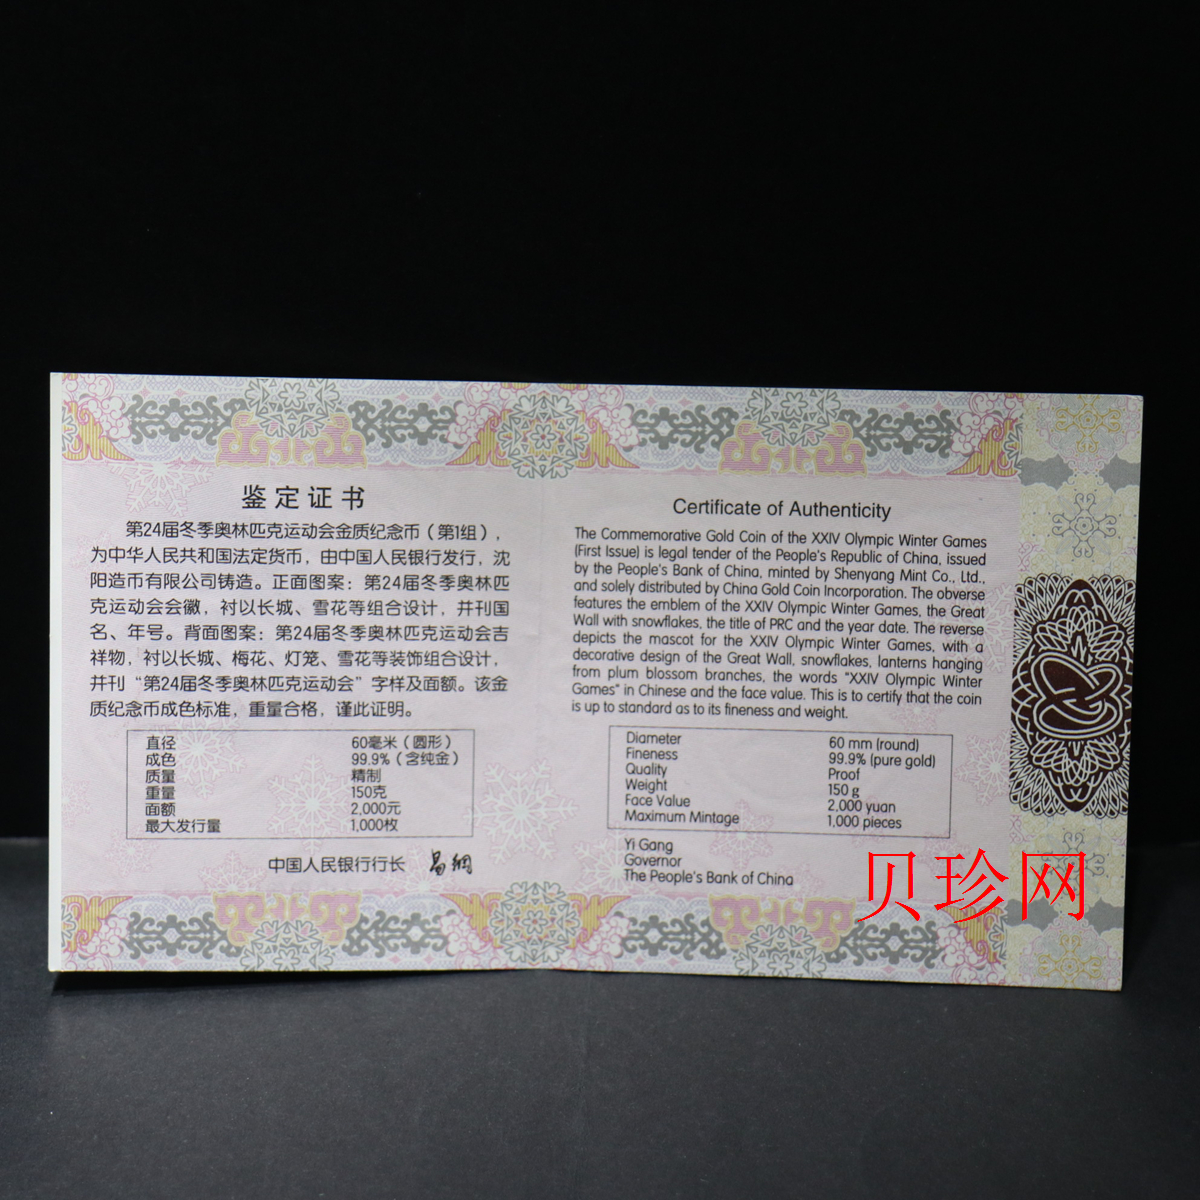 鉴定证书
第24届冬季奥林匹克运动会金质纪念币（第1组），
为中华人民共和国法定货币，由中国人民银行发行，沈
阳造币有限公司铸造。正面图案：第24届冬季奥林匹
克运动会会徽，衬以长城、雪花等组合设计，并刊国
名、年号。背面图案：第24届冬季奥林匹克运动会吉
祥物，衬以长城、梅花、灯笼、雪花等装饰组合设计，
并刊“第24届冬季奥林匹克运动会”字样及面额。该金
质纪念币成色标准，重量合格，谨此证明。
直径 60毫米（圆形）
成色 99.9%（含纯金）
质量 精制
重量 150克
面额 2,000元
最大发行量 1,000枚
中国人民银行行长 易纲
Certificate of Authenticity
The Commemorative Gold Coin of the XXIV Olympic Winter Games
(First Issue) is legal tender of the People's Republic of China, issued
by the People's Bank of China, minted by Shenyang Mint Co., Ltd.,
and solely distributed by China Gold Coin Incorporation. The obverse
features the emblem of the XXIV Olympic Winter Games, the Great
Wall with snowflakes, the title of PRC and the year date. The reverse
depicts the mascot for the XXIV Olympic Winter Games, with a
decorative design of the Great Wall, snowflakes, lanterns hanging
from plum blossom branches, the words "XXIV Olympic Winter
Games" in Chinese and the face value. This is to certify that the coin
is up to standard as to its fineness and weight.
Diameter 60 mm (round)
Fineness 99.9% (pure gold)
Quality Proof
Weight 150 g
Face Value 2,000 yuan
Maximum Mintage 1,000 pieces
Yi Gang
Governor
The People's Bank of China
贝珍网